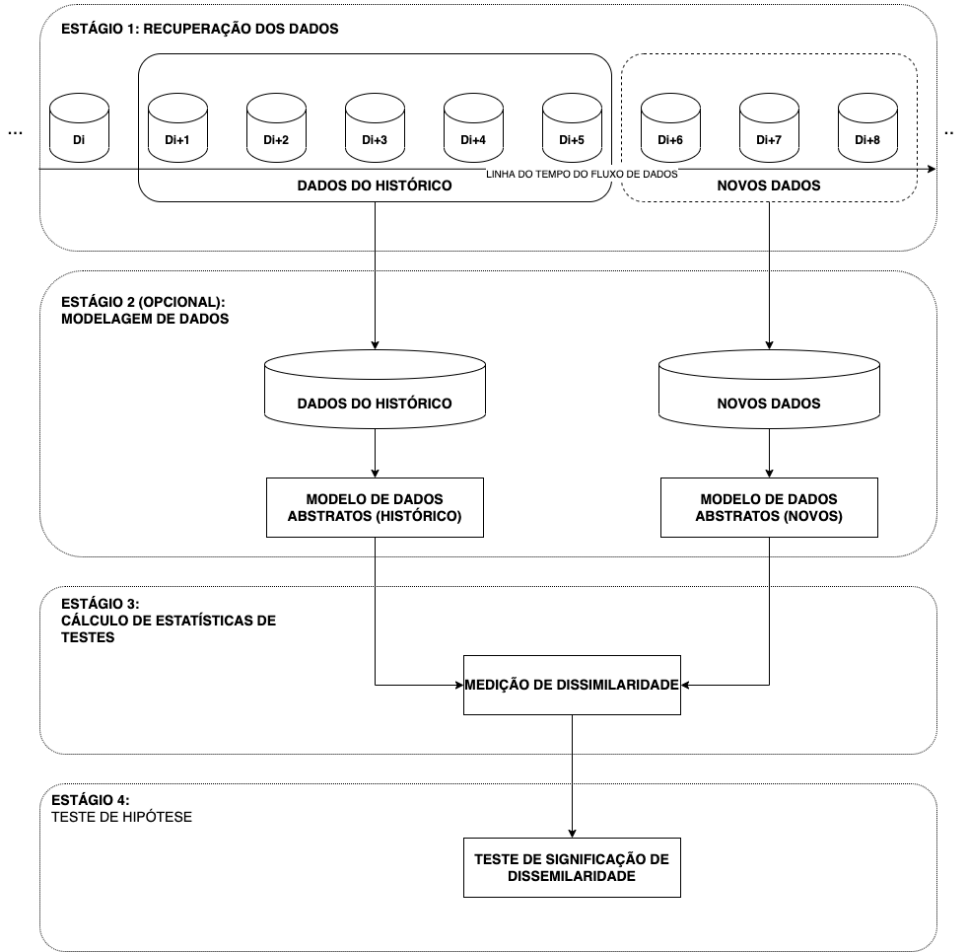 ESTÁGIO 1: RECUPERAÇÃO DOS DADOS
...
Di
Di+1
Di+2
Di+3
Di+4
Di+5
Di+6
Di+7
Di+8
..
LINHA DO TEMPO DO FLUXO DE DADOS
DADOS DO HISTÓRICO
NOVOS DADOS
ESTÁGIO 2 (OPCIONAL):
MODELAGEM DE DADOS
DADOS DO HISTÓRICO
NOVOS DADOS
MODELO DE DADOS
ABSTRATOS (HISTÓRICO)
MODELO DE DADOS
ABSTRATOS (NOVOS)
ESTÁGIO 3:
CÁLCULO DE ESTATÍSTICAS DE
TESTES
MEDIÇÃO DE DISSIMILARIDADE
ESTÁGIO 4:
TESTE DE HIPÓTESE
TESTE DE SIGNIFICAÇÃO DE
DISSEMILARIDADE